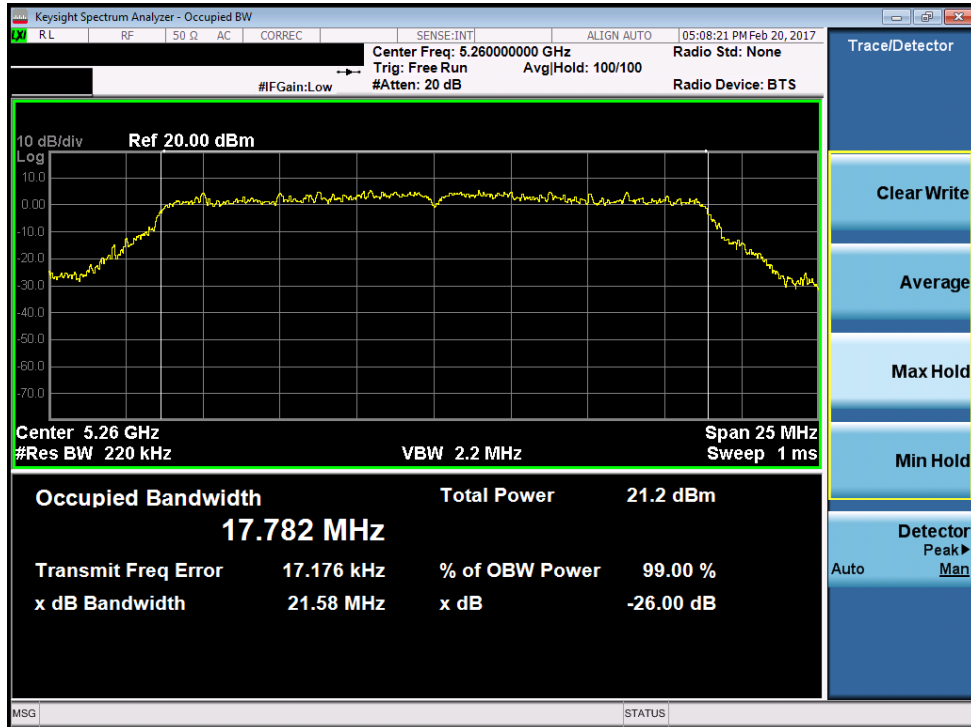 Keysight Spectrum Analyzer - Occupied BW
LXI RL RF 50 Ω AC CORREC SENSE:INT ALIGN AUTO 05:08:21 PM Feb 20, 2017
Center Freq: 5.260000000 GHz Radio Std: None
Trig: Free Run Avg|Hold: 100/100
#IFGain:Low #Atten: 20 dB Radio Device: BTS
Trace/Detector
10 dB/div Ref 20.00 dBm
Log
10.0
0.00
-10.0
-20.0
-30.0
-40.0
-50.0
-60.0
-70.0
Center 5.26 GHz Span 25 MHz
#Res BW 220 kHz VBW 2.2 MHz Sweep 1 ms
Occupied Bandwidth Total Power 21.2 dBm
17.782 MHz
Transmit Freq Error 17.176 kHz % of OBW Power 99.00 %
x dB Bandwidth 21.58 MHz x dB -26.00 dB
Clear Write
Average
Max Hold
Min Hold
Detector
Peak▶
Auto Man
MSG STATUS